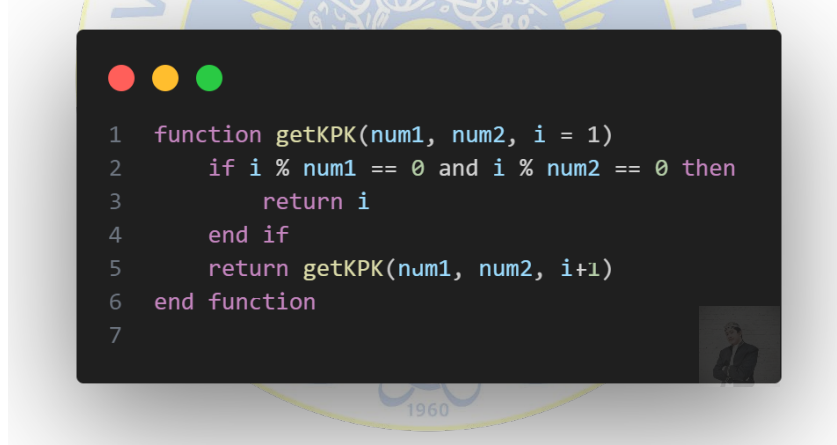 1 function getKPK(num1, num2, i = 1)
2     if i % num1 == 0 and i % num2 == 0 then
3         return i
4     end if
5     return getKPK(num1, num2, i+1)
6 end function
7
1960